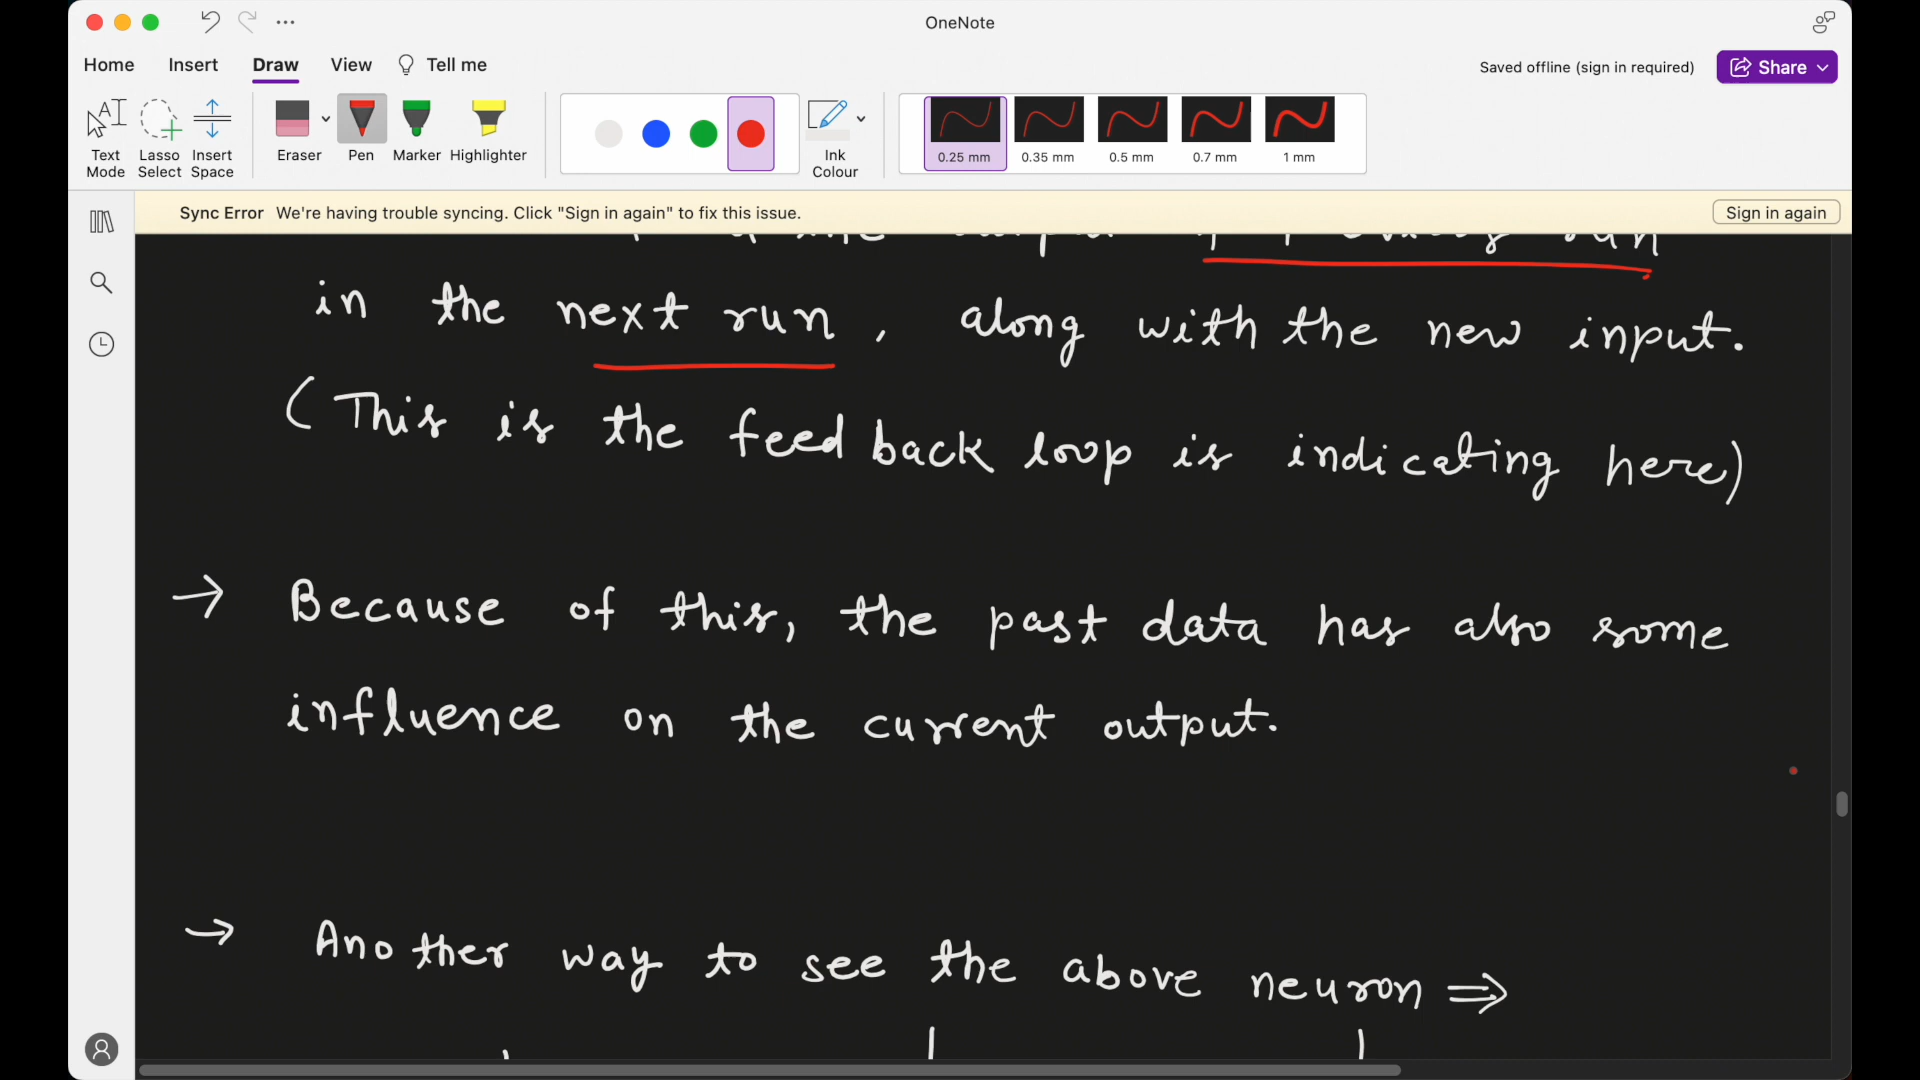 OneNote
Home Insert Draw View Tell me
Saved offline (sign in required) Share
Text Mode
Lasso Select
Insert Space
Eraser
Pen
Marker
Highlighter
Ink Colour
0.25 mm
0.35 mm
0.5 mm
0.7 mm
1 mm
Sync Error We're having trouble syncing. Click "Sign in again" to fix this issue. Sign in again
in the next run, along with the new input.
(This is the feed back loop is indicating here)
→ Because of this, the past data has also some
influence on the current output.
→ Another way to see the above neuron ⇒